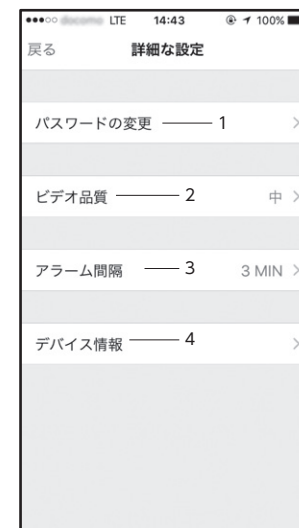 LTE 14:43 100%
戻る 詳細な設定
パスワードの変更 1
ビデオ品質 2 中
アラーム間隔 3 3 MIN
デバイス情報 4